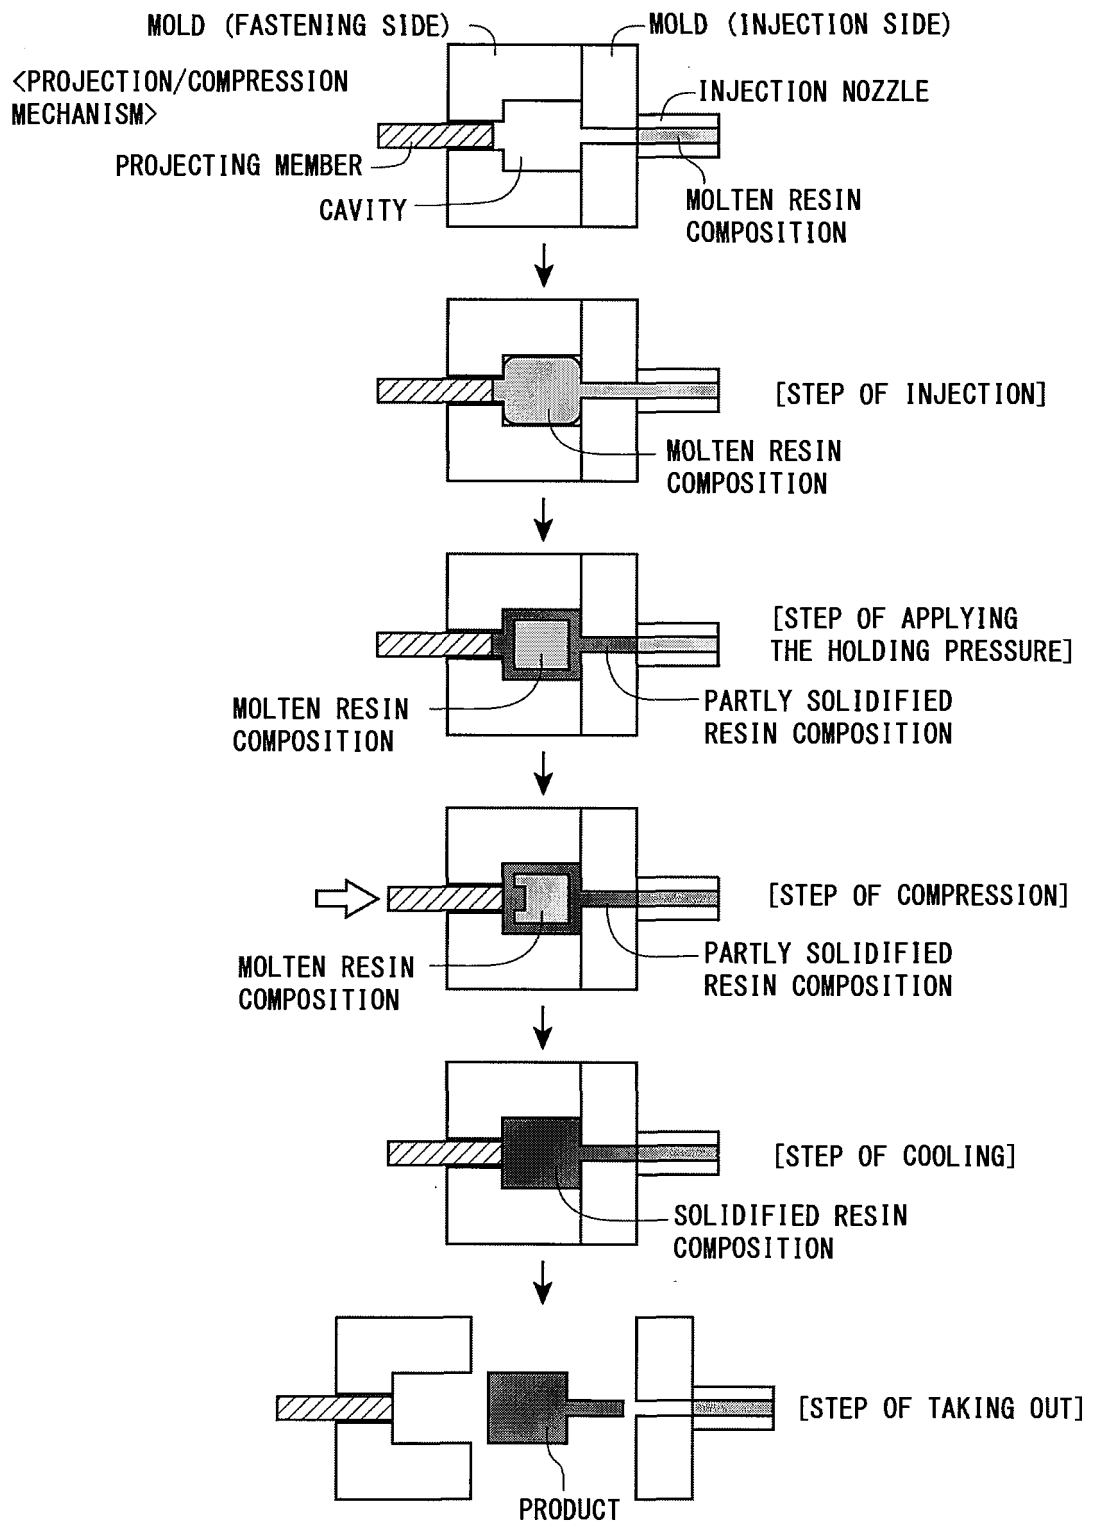 MOLD (FASTENING SIDE)
MOLD (INJECTION SIDE)
<PROJECTION/COMPRESSION
MECHANISM>
INJECTION NOZZLE
PROJECTING MEMBER
CAVITY
MOLTEN RESIN
COMPOSITION
[STEP OF INJECTION]
MOLTEN RESIN
COMPOSITION
[STEP OF APPLYING
THE HOLDING PRESSURE]
MOLTEN RESIN
COMPOSITION
PARTLY SOLIDIFIED
RESIN COMPOSITION
[STEP OF COMPRESSION]
MOLTEN RESIN
COMPOSITION
PARTLY SOLIDIFIED
RESIN COMPOSITION
[STEP OF COOLING]
SOLIDIFIED RESIN
COMPOSITION
[STEP OF TAKING OUT]
PRODUCT